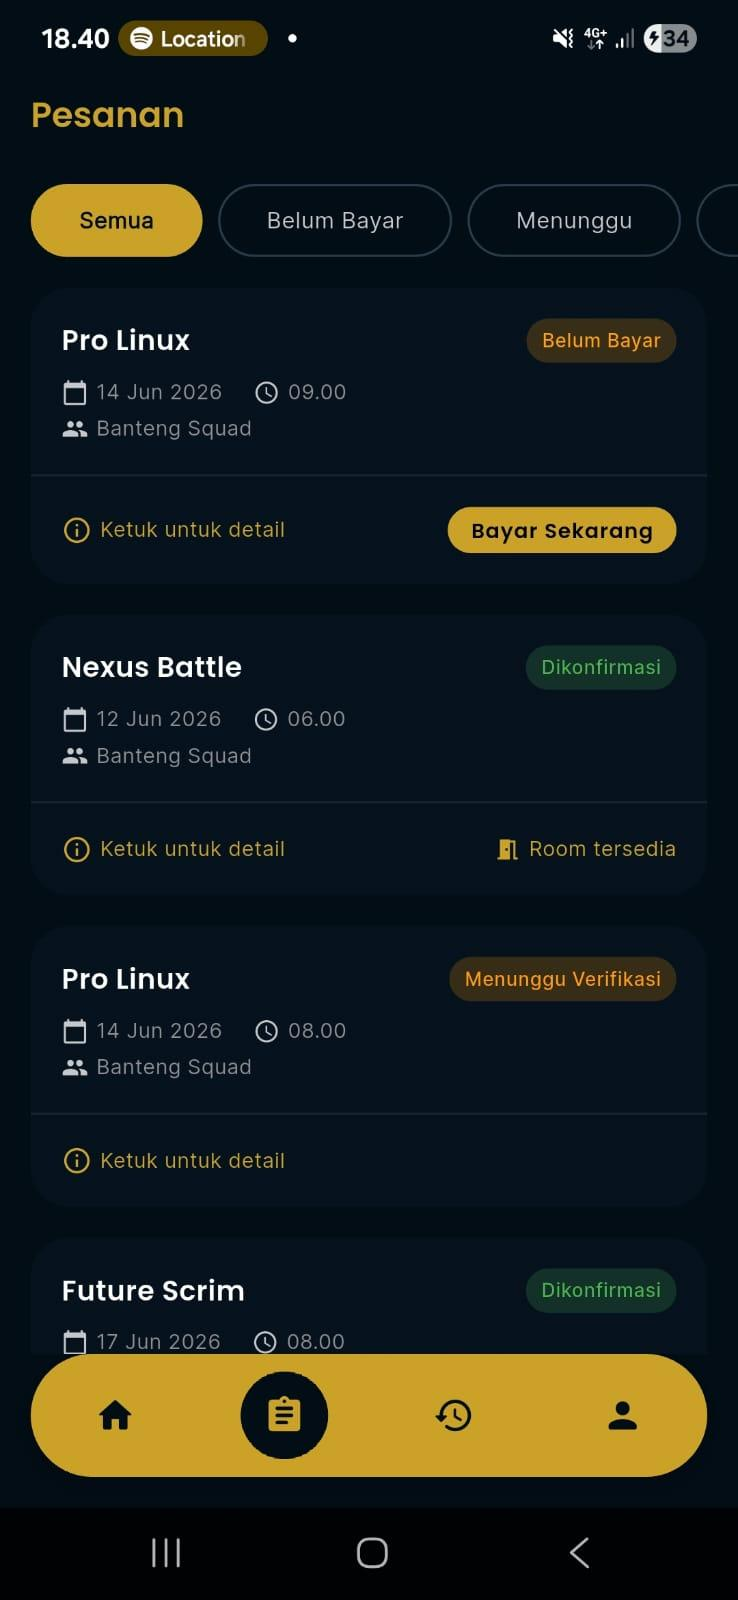 18.40 Location 4G+ 34
Pesanan
Semua Belum Bayar Menunggu
Pro Linux Belum Bayar
14 Jun 2026 09.00
Banteng Squad
Ketuk untuk detail Bayar Sekarang
Nexus Battle Dikonfirmasi
12 Jun 2026 06.00
Banteng Squad
Ketuk untuk detail Room tersedia
Pro Linux Menunggu Verifikasi
14 Jun 2026 08.00
Banteng Squad
Ketuk untuk detail
Future Scrim Dikonfirmasi
17 Jun 2026 08.00